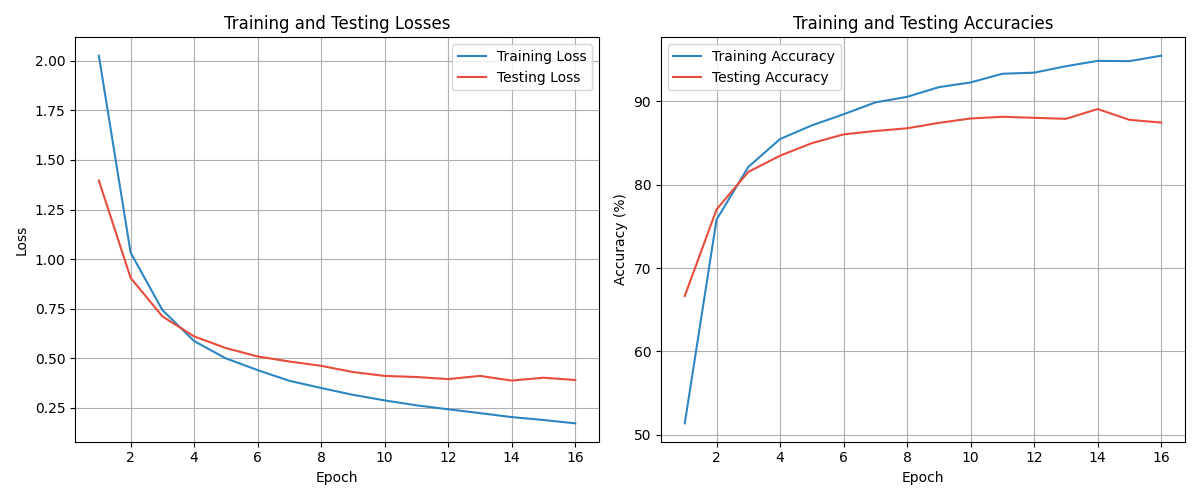 Training and Testing Losses
Training Loss
Testing Loss
2.00
1.75
1.50
1.25
1.00
0.75
0.50
0.25
Loss
2 4 6 8 10 12 14 16
Epoch
Training and Testing Accuracies
Training Accuracy
Testing Accuracy
90
80
70
60
50
Accuracy (%)
2 4 6 8 10 12 14 16
Epoch